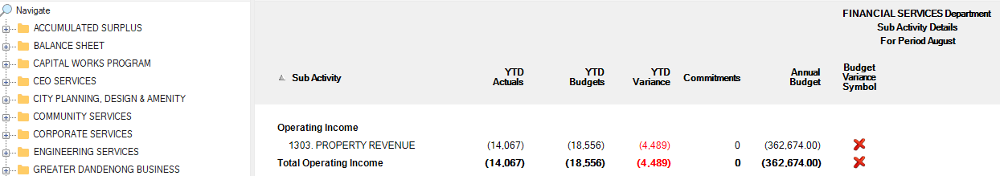 Navigate
ACCUMULATED SURPLUS
BALANCE SHEET
CAPITAL WORKS PROGRAM
CEO SERVICES
CITY PLANNING, DESIGN & AMENITY
COMMUNITY SERVICES
CORPORATE SERVICES
ENGINEERING SERVICES
GREATER DANDENONG BUSINESS
FINANCIAL SERVICES Department
Sub Activity Details
For Period August
Sub Activity
YTD
Actuals
YTD
Budgets
YTD
Variance
Commitments
Annual
Budget
Budget
Variance
Symbol
Operating Income
1303. PROPERTY REVENUE (14,067) (18,556) (4,489) 0 (362,674.00)
Total Operating Income (14,067) (18,556) (4,489) 0 (362,674.00)